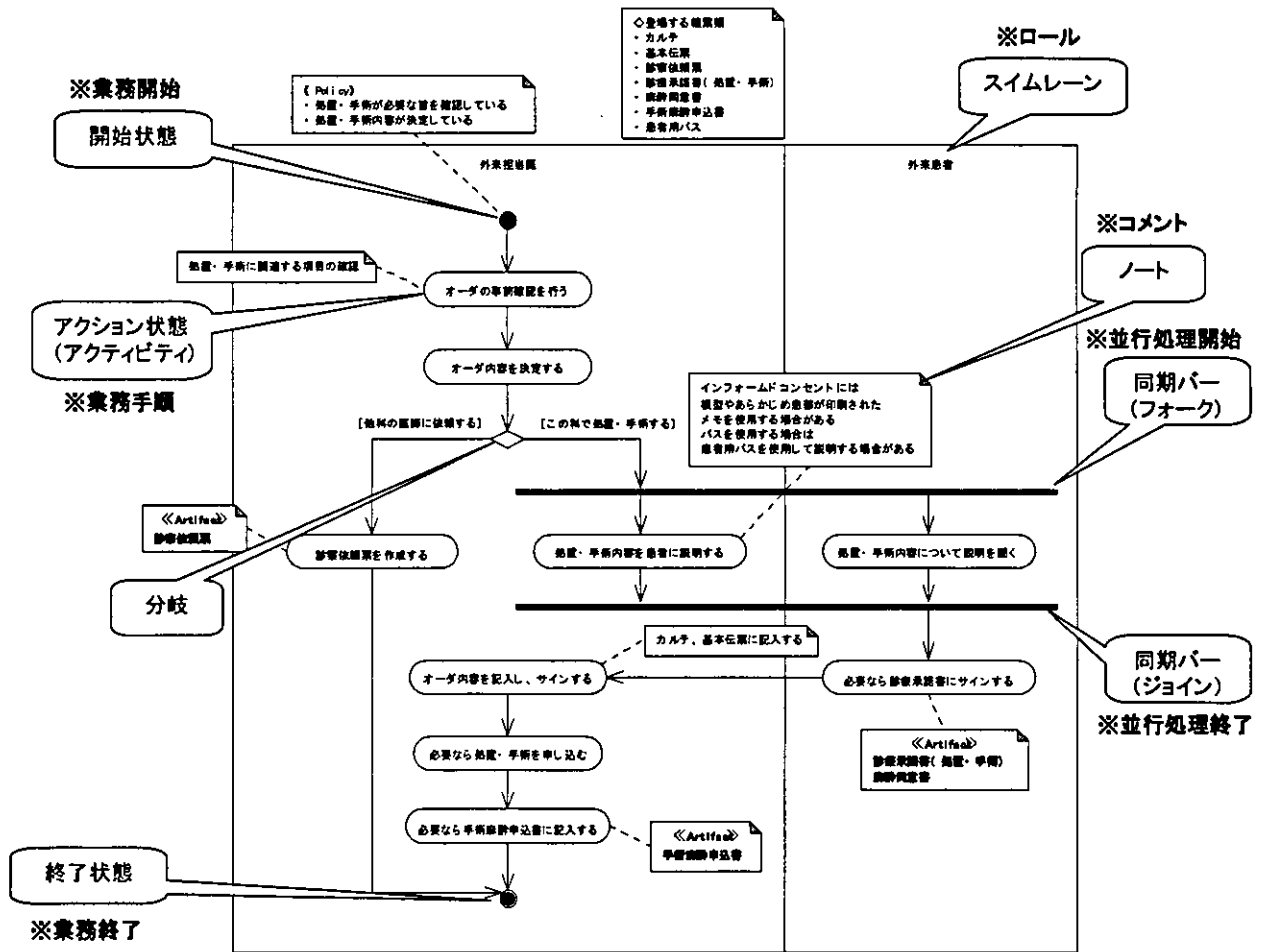 ◇登場する帳票類
・ カルテ
・ 基本伝票
・ 診察依頼票
・ 診療承諾書( 処置・ 手術)
・ 麻酔同意書
・ 手術麻酔申込書
・ 患者用パス
※ロール
スイムレーン
※業務開始
開始状態
《 Policy》
・ 処置・ 手術が必要な旨を確認している
・ 処置・ 手術内容が決定している
外来担当医
外来患者
※コメント
ノート
処置・ 手術に関連する項目の確認
オーダの事前確認を行う
アクション状態
(アクティビティ)
※業務手順
オーダ内容を決定する
※並行処理開始
同期バー
(フォーク)
インフォームドコンセントには
模型やあらかじめ患部が印刷された
メモを使用する場合がある
パスを使用する場合は
患者用パスを使用して説明する場合がある
[他科の医師に依頼する]
[この科で処置・ 手術する]
≪Artifact≫
診察依頼票
診察依頼票を作成する
処置・ 手術内容を患者に説明する
処置・ 手術内容について説明を聞く
分岐
カルテ、基本伝票に記入する
同期バー
(ジョイン)
※並行処理終了
オーダ内容を記入し、サインする
必要なら診療承諾書にサインする
≪Artifact≫
診療承諾書( 処置・ 手術)
麻酔同意書
必要なら処置・ 手術を申し込む
必要なら手術麻酔申込書に記入する
≪Artifact≫
手術麻酔申込書
終了状態
※業務終了